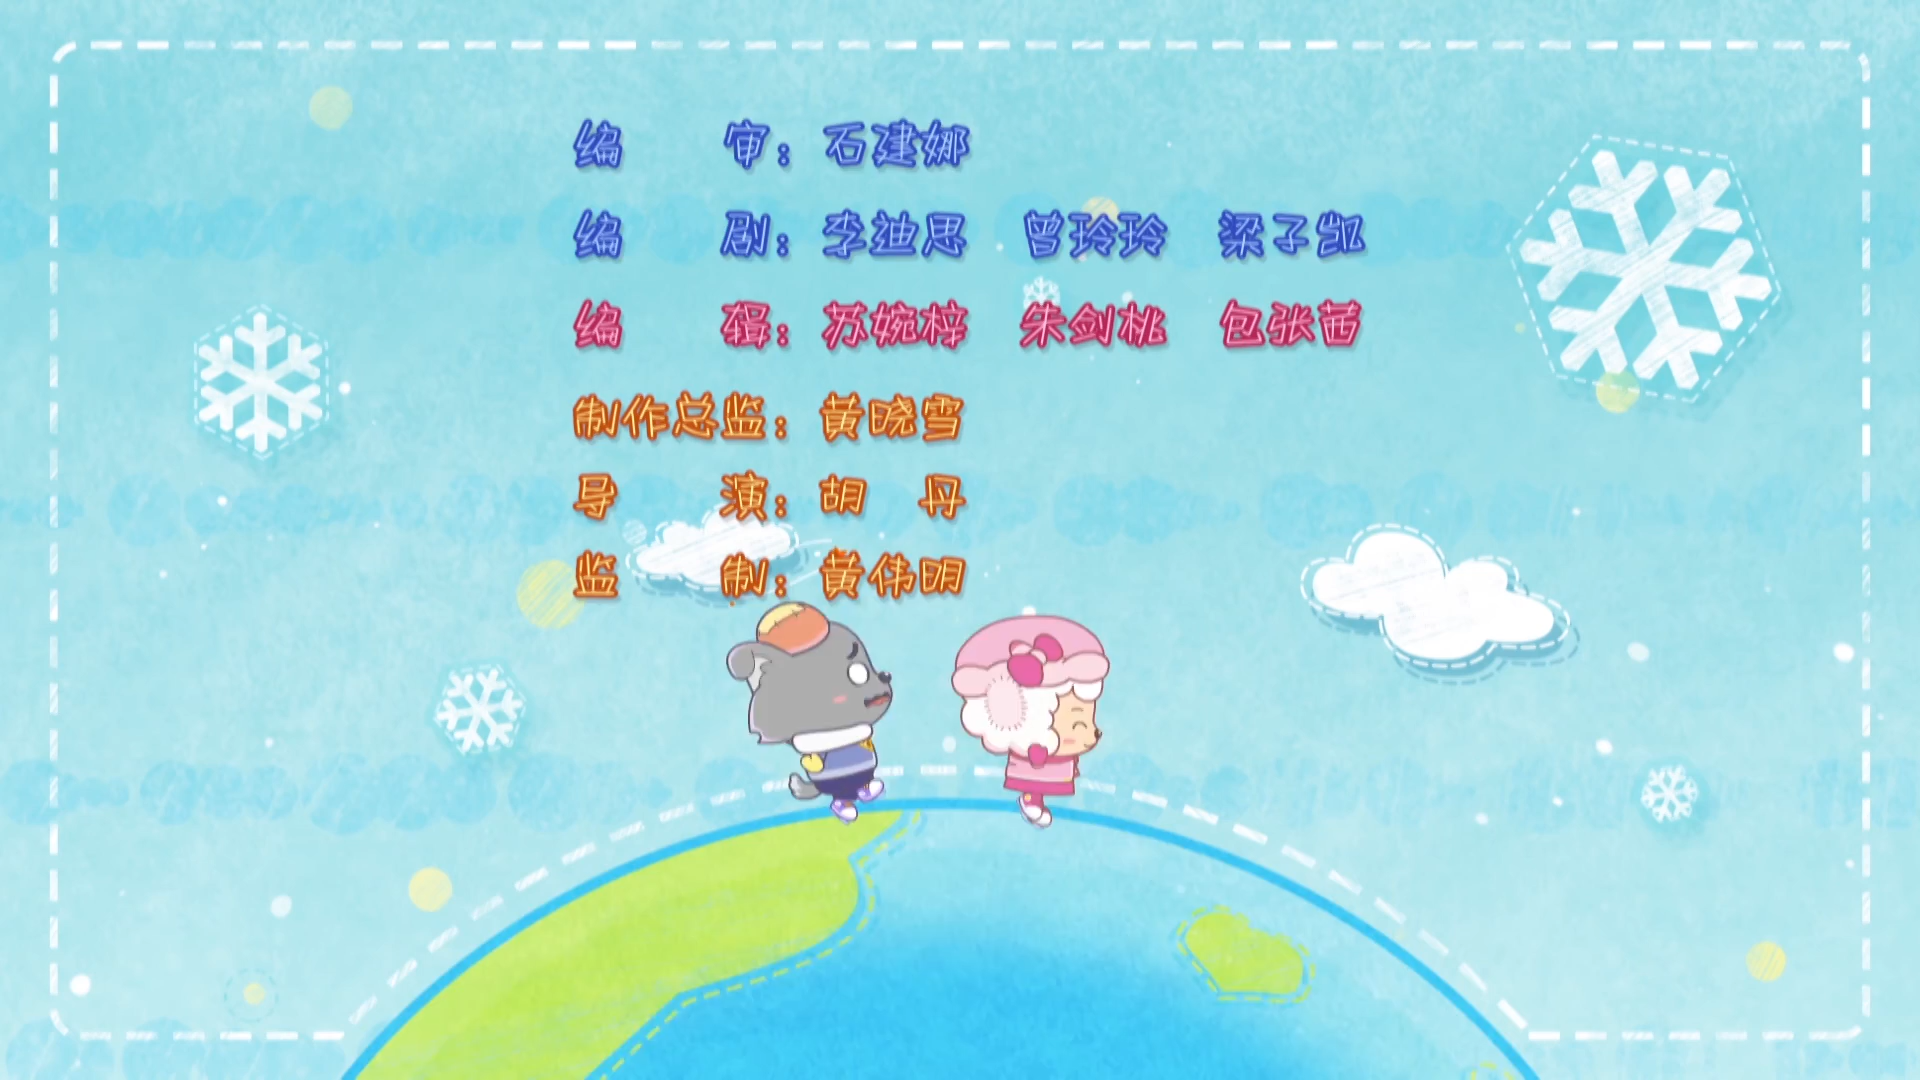 编　　审：石建娜
编　　剧：李迪思　曾玲玲　梁子凯
编　　辑：苏婉梓　朱剑桃　包张茜
制作总监：黄晓雪
导　　演：胡　丹
监　　制：黄伟明